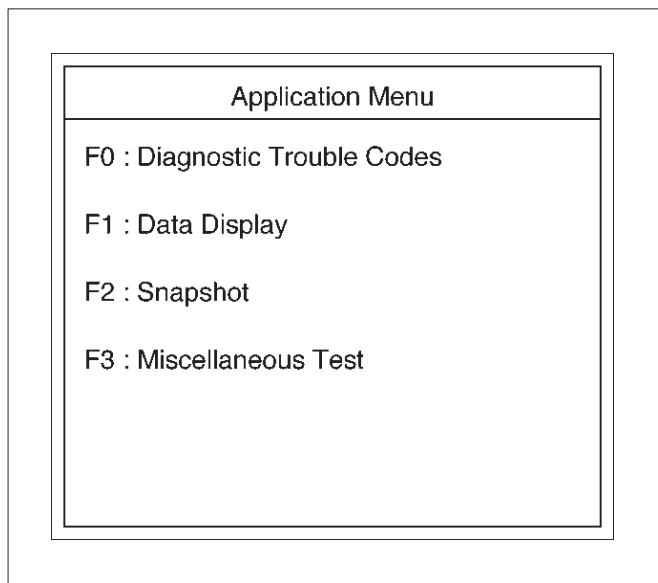 Application Menu
F0 : Diagnostic Trouble Codes
F1 : Data Display
F2 : Snapshot
F3 : Miscellaneous Test